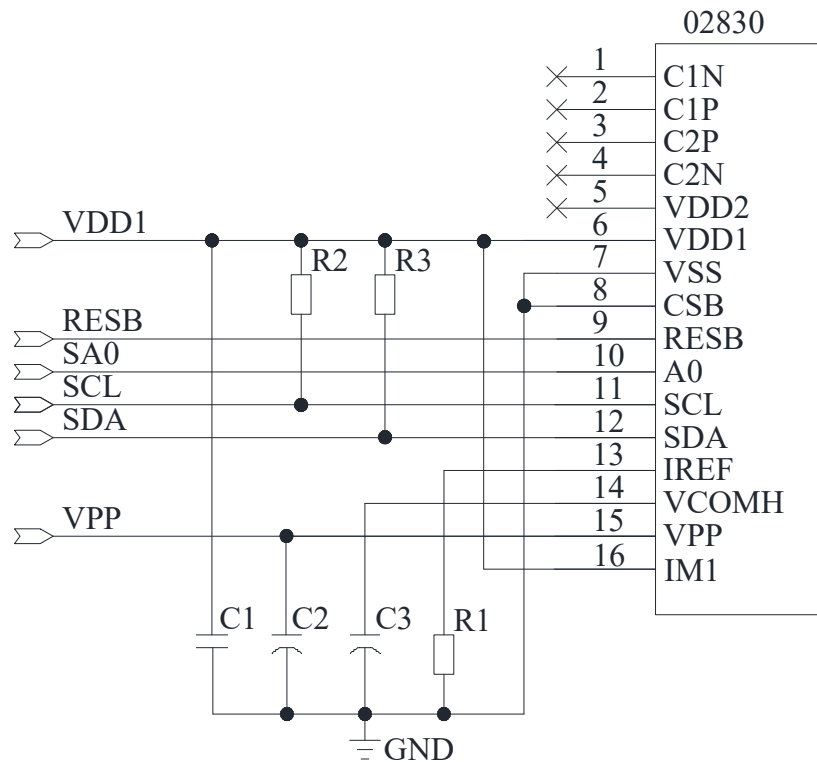 02830
1 C1N
2 C1P
3 C2P
4 C2N
5 VDD2
VDD1 6 VDD1
R2 R3 7 VSS
8 CSB
RESB 9 RESB
SA0 10 A0
SCL 11 SCL
SDA 12 SDA
13 IREF
14 VCOMH
VPP 15 VPP
16 IM1
C1 C2 C3 R1
GND